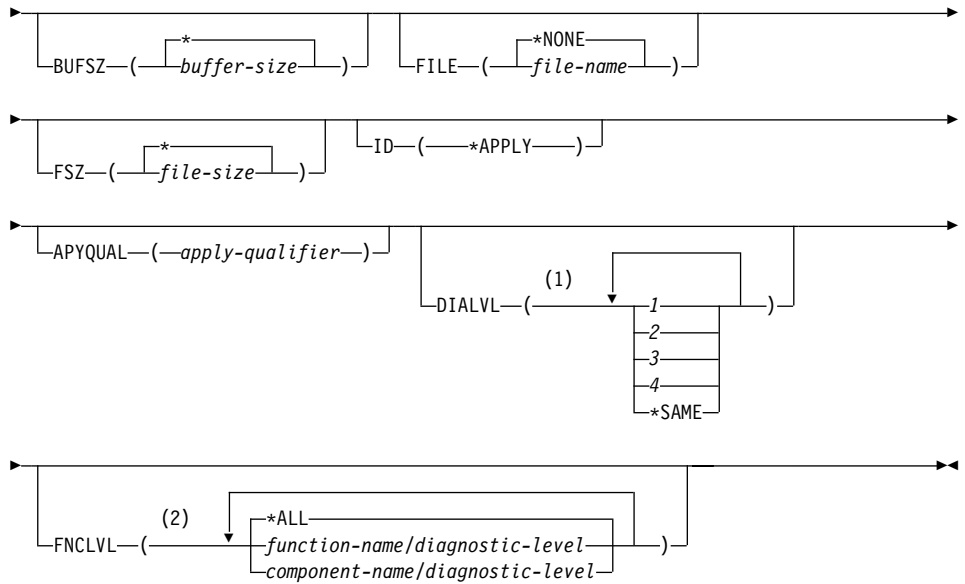 *
*NONE
BUFSZ ( buffer-size ) FILE ( file-name )
*
ID ( *APPLY )
FSZ ( file-size )
APYQUAL ( apply-qualifier )
(1)
DIALVL ( 1 )
2
3
4
*SAME
(2)
*ALL
FNCLVL ( function-name/diagnostic-level )
component-name/diagnostic-level